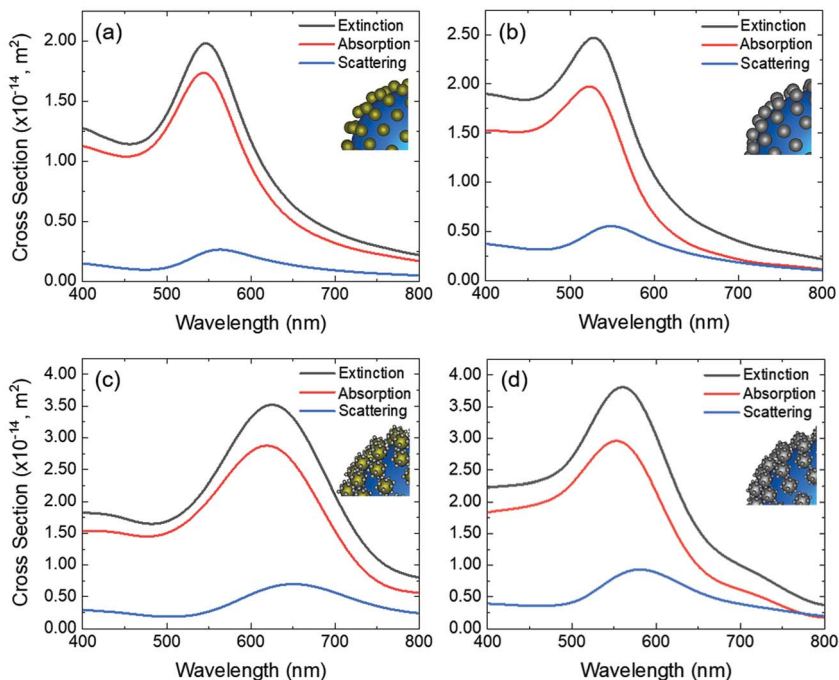 (a)
Extinction
Absorption
Scattering
2.00
1.50
1.00
0.50
0.00
400 500 600 700 800
Wavelength (nm)
Cross Section (x10⁻¹⁴, m²)
(b)
Extinction
Absorption
Scattering
2.50
2.00
1.50
1.00
0.50
0.00
400 500 600 700 800
Wavelength (nm)
(c)
Extinction
Absorption
Scattering
4.00
3.50
3.00
2.50
2.00
1.50
1.00
0.50
0.00
400 500 600 700 800
Wavelength (nm)
Cross Section (x10⁻¹⁴, m²)
(d)
Extinction
Absorption
Scattering
4.00
3.50
3.00
2.50
2.00
1.50
1.00
0.50
0.00
400 500 600 700 800
Wavelength (nm)